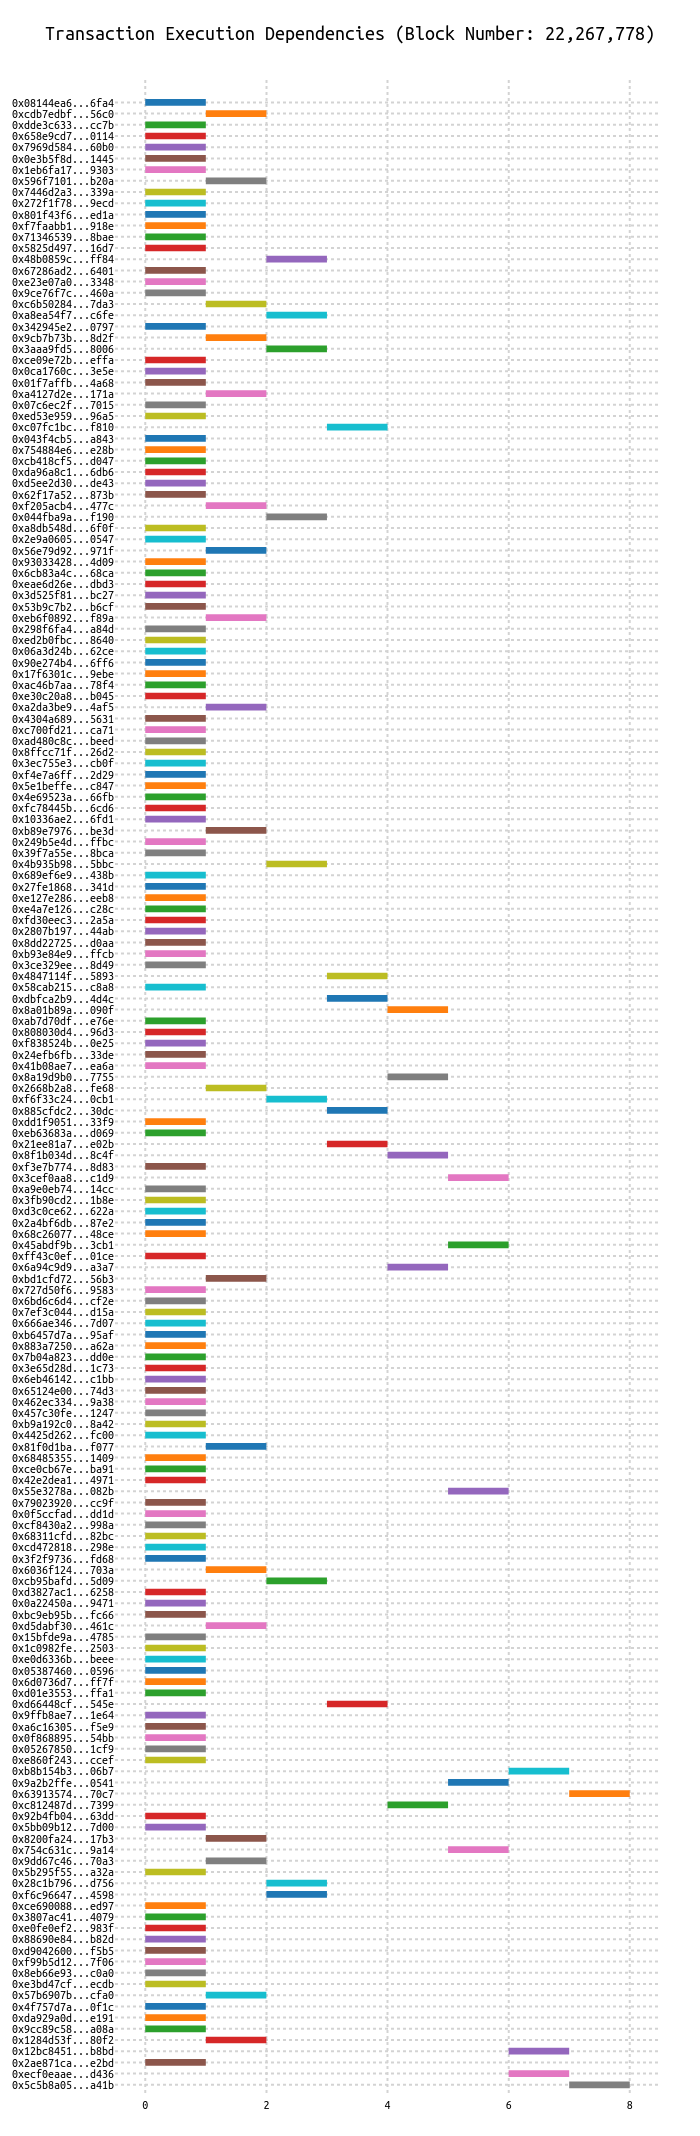 Transaction Execution Dependencies (Block Number: 22,267,778)
0x08144ea6...6fa4
0xcdb7edbf...56c0
0xdde3c633...cc7b
0x658e9cd7...0114
0x7969d584...60b0
0x0e3b5f8d...1445
0x1eb6fa17...9303
0x596f7101...b20a
0x7446d2a3...339a
0x272f1f78...9ecd
0x801f43f6...ed1a
0xf7faabb1...918e
0x71346539...8bae
0x5825d497...16d7
0x48b0859c...ff84
0x67286ad2...6401
0xe23e07a0...3348
0x9ce76f7c...460a
0xc6b50284...7da3
0xa8ea54f7...c6fe
0x342945e2...0797
0x9cb7b73b...8d2f
0x3aaa9fd5...8006
0xce09e72b...effa
0x0ca1760c...3e5e
0x01f7affb...4a68
0xa4127d2e...171a
0x07c6ec2f...7015
0xed53e959...96a5
0xc07fc1bc...f810
0x043f4cb5...a843
0x754884e6...e28b
0xcb418cf5...d047
0xda96a8c1...6db6
0xd5ee2d30...de43
0x62f17a52...873b
0xf205acb4...477c
0x044fba9a...f190
0xa8db548d...6f0f
0x2e9a0605...0547
0x56e79d92...971f
0x93033428...4d09
0x6cb83a4c...68ca
0xeae6d26e...dbd3
0x3d525f81...bc27
0x53b9c7b2...b6cf
0xeb6f0892...f89a
0x298f6fa4...a84d
0xed2b0fbc...8640
0x06a3d24b...62ce
0x90e274b4...6ff6
0x17f6301c...9ebe
0xac46b7aa...78f4
0xe30c20a8...b045
0xa2da3be9...4af5
0x4304a689...5631
0xc700fd21...ca71
0xad480c8c...beed
0x8ffcc71f...26d2
0x3ec755e3...cb0f
0xf4e7a6ff...2d29
0x5e1beffe...c847
0x4e69523a...66fb
0xfc78445b...6cd6
0x10336ae2...6fd1
0xb89e7976...be3d
0x249b5e4d...ffbc
0x39f7a55e...8bca
0x4b935b98...5bbc
0x689ef6e9...438b
0x27fe1868...341d
0xe127e286...eeb8
0xe4a7e126...c28c
0xfd30eec3...2a5a
0x2807b197...44ab
0x8dd22725...d0aa
0xb93e84e9...ffcb
0x3ce329ee...8d49
0x4847114f...5893
0x58cab215...c8a8
0xdbfca2b9...4d4c
0x8a01b89a...090f
0xab7d70df...e76e
0x808030d4...96d3
0xf838524b...0e25
0x24efb6fb...33de
0x41b08ae7...ea6a
0x8a19d9b0...7755
0x2668b2a8...fe68
0xf6f33c24...0cb1
0x885cfdc2...30dc
0xdd1f9051...33f9
0xeb63683a...d069
0x21ee81a7...e02b
0x8f1b034d...8c4f
0xf3e7b774...8d83
0x3cef0aa8...c1d9
0xa9e0eb74...14cc
0x3fb90cd2...1b8e
0xd3c0ce62...622a
0x2a4bf6db...87e2
0x68c26077...48ce
0x45abdf9b...3cb1
0xff43c0ef...01ce
0x6a94c9d9...a3a7
0xbd1cfd72...56b3
0x727d50f6...9583
0x6bd6c6d4...cf2e
0x7ef3c044...d15a
0x666ae346...7d07
0xb6457d7a...95af
0x883a7250...a62a
0x7b04a823...dd0e
0x3e65d28d...1c73
0x6eb46142...c1bb
0x65124e00...74d3
0x462ec334...9a38
0x457c30fe...1247
0xb9a192c0...8a42
0x4425d262...fc00
0x81f0d1ba...f077
0x68485355...1409
0xce0cb67e...ba91
0x42e2dea1...4971
0x55e3278a...082b
0x79023920...cc9f
0x0f5ccfad...dd1d
0xcf8430a2...998a
0x68311cfd...82bc
0xcd472818...298e
0x3f2f9736...fd68
0x6036f124...703a
0xcb95bafd...5d09
0xd3827ac1...6258
0x0a22450a...9471
0xbc9eb95b...fc66
0xd5dabf30...461c
0x15bfde9a...4785
0x1c0982fe...2503
0xe0d6336b...beee
0x05387460...0596
0x6d0736d7...ff7f
0xd01e3553...ffa1
0xd66448cf...545e
0x9ffb8ae7...1e64
0xa6c16305...f5e9
0x0f868895...54bb
0x05267850...1cf9
0xe860f243...ccef
0xb8b154b3...06b7
0x9a2b2ffe...0541
0x63913574...70c7
0xc812487d...7399
0x92b4fb04...63dd
0x5bb09b12...7d00
0x8200fa24...17b3
0x754c631c...9a14
0x9dd67c46...70a3
0x5b295f55...a32a
0x28c1b796...d756
0xf6c96647...4598
0xce690088...ed97
0x3807ac41...4079
0xe0fe0ef2...983f
0x88690e84...b82d
0xd9042600...f5b5
0xf99b5d12...7f06
0x8eb66e93...c0a0
0xe3bd47cf...ecdb
0x57b6907b...cfa0
0x4f757d7a...0f1c
0xda929a0d...e191
0x9cc89c58...a08a
0x1284d53f...80f2
0x12bc8451...b8bd
0x2ae871ca...e2bd
0xecf0eaae...d436
0x5c5b8a05...a41b
0 2 4 6 8